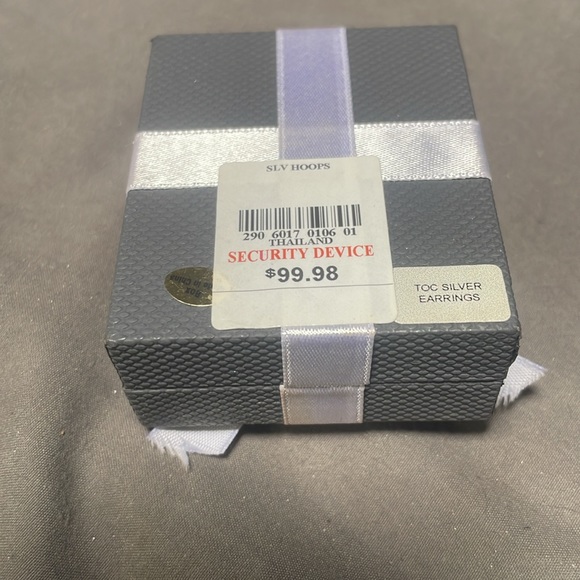 SLV HOOPS
290 6017 0106 01
THAILAND
SECURITY DEVICE
$99.98
TOC SILVER
EARRINGS